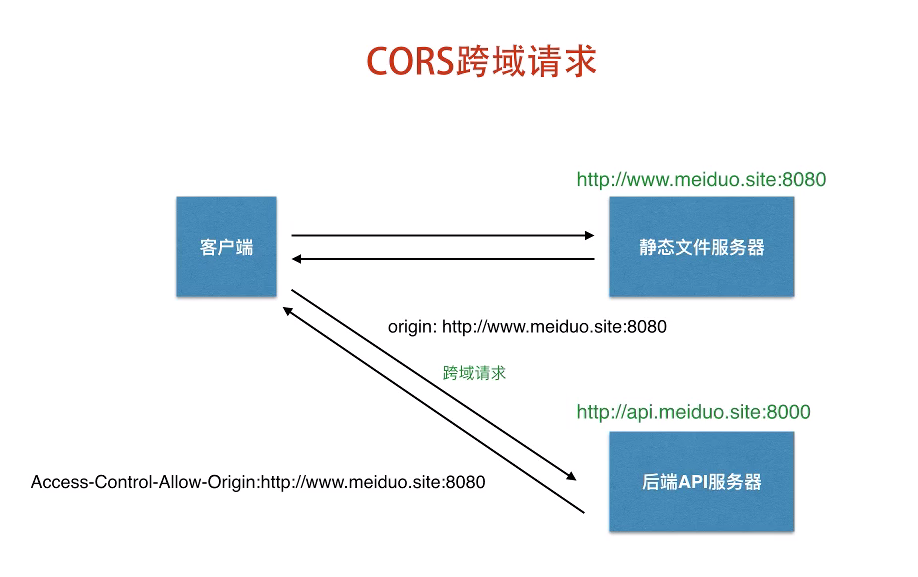 CORS跨域请求
http://www.meiduo.site:8080
客户端
静态文件服务器
origin: http://www.meiduo.site:8080
跨域请求
http://api.meiduo.site:8000
Access-Control-Allow-Origin:http://www.meiduo.site:8080
后端API服务器